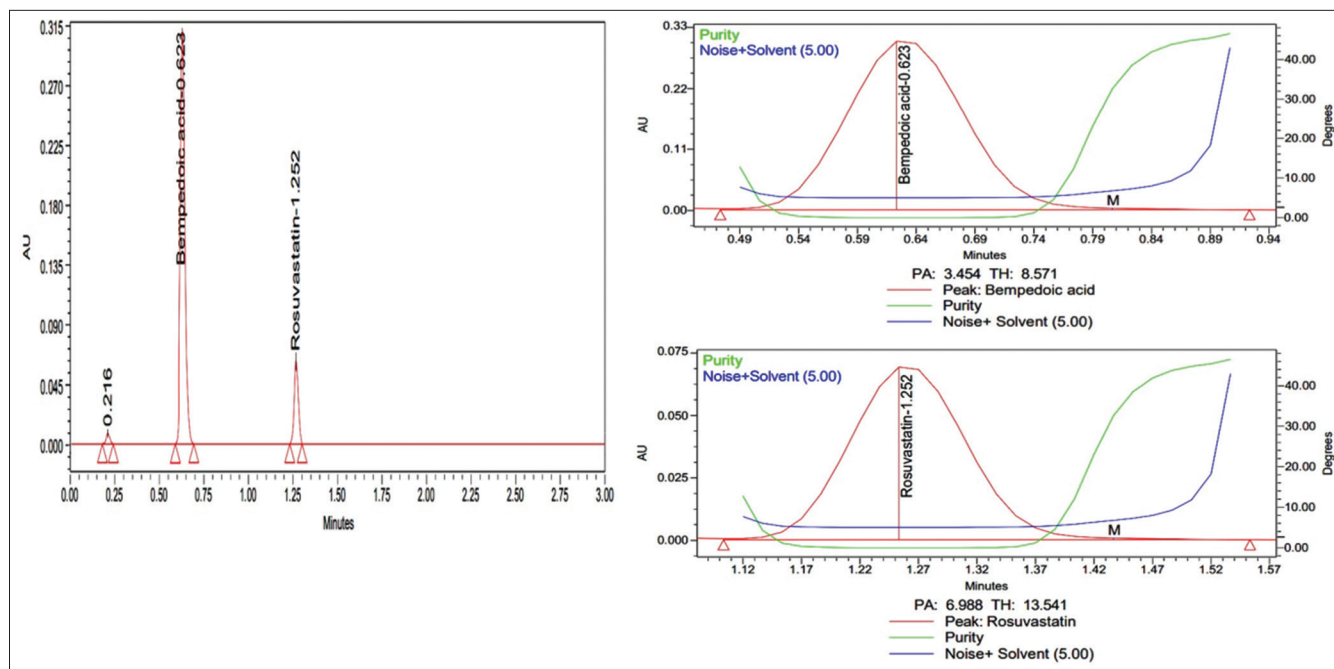 0.315
0.270
0.225
0.180
0.135
0.090
0.045
0.000
AU
0.216
Bempedoic acid-0.623
Rosuvastatin-1.252
0.00 0.25 0.50 0.75 1.00 1.25 1.50 1.75 2.00 2.25 2.50 2.75 3.00
Minutes
Purity
Noise+Solvent (5.00)
0.33
0.22
0.11
0.00
AU
Bempedoic acid-0.623
M
40.00
30.00
20.00
10.00
0.00
Degrees
0.49 0.54 0.59 0.64 0.69 0.74 0.79 0.84 0.89 0.94
Minutes
PA: 3.454 TH: 8.571
Peak: Bempedoic acid
Purity
Noise+ Solvent (5.00)
Purity
Noise+Solvent (5.00)
0.075
0.050
0.025
0.000
AU
Rosuvastatin-1.252
M
40.00
30.00
20.00
10.00
00.00
Degrees
1.12 1.17 1.22 1.27 1.32 1.37 1.42 1.47 1.52 1.57
Minutes
PA: 6.988 TH: 13.541
Peak: Rosuvastatin
Purity
Noise+ Solvent (5.00)